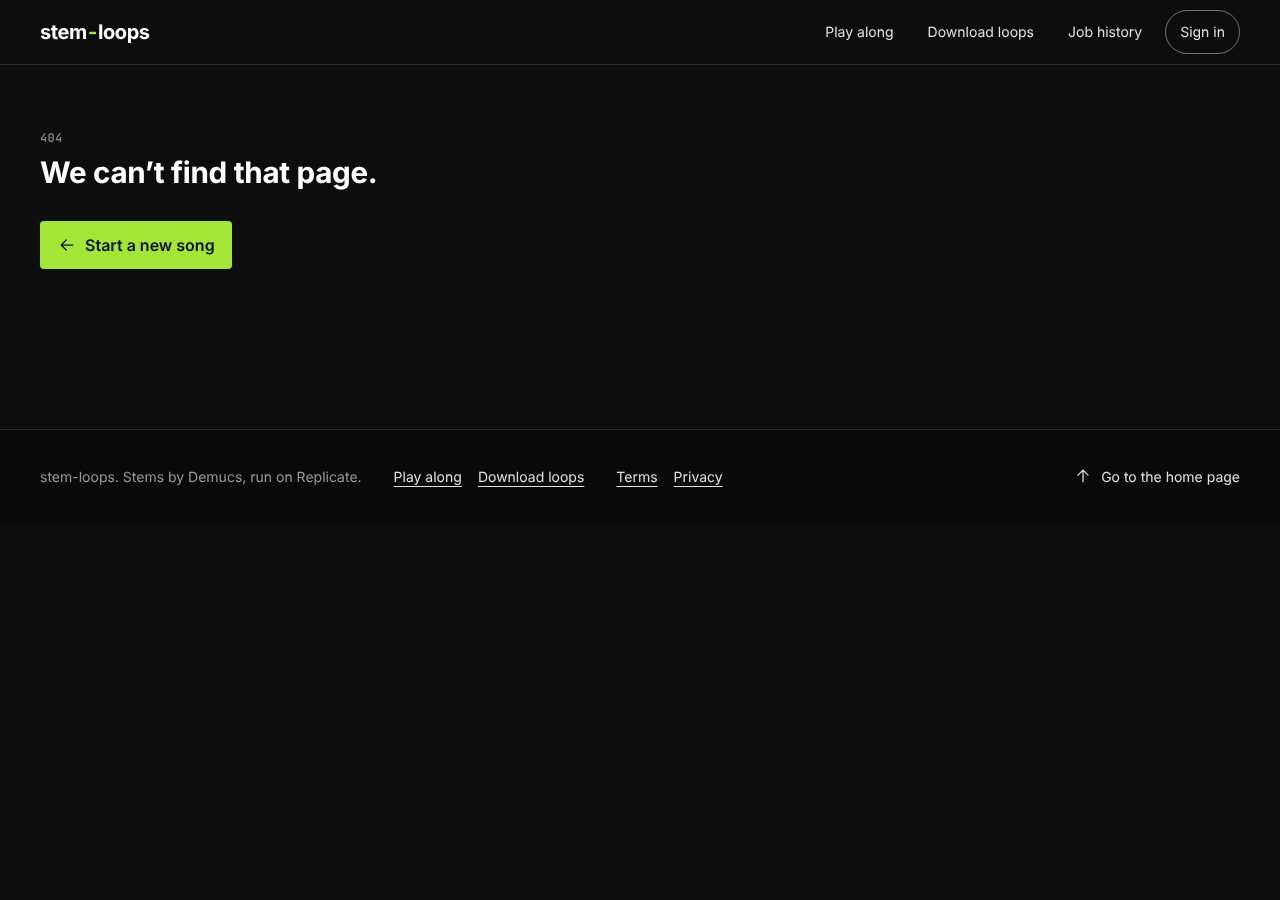 stem-loops
Play along
Download loops
Job history
Sign in
404
We can’t find that page.
Start a new song
stem-loops. Stems by Demucs, run on Replicate.
Play along
Download loops
Terms
Privacy
Go to the home page